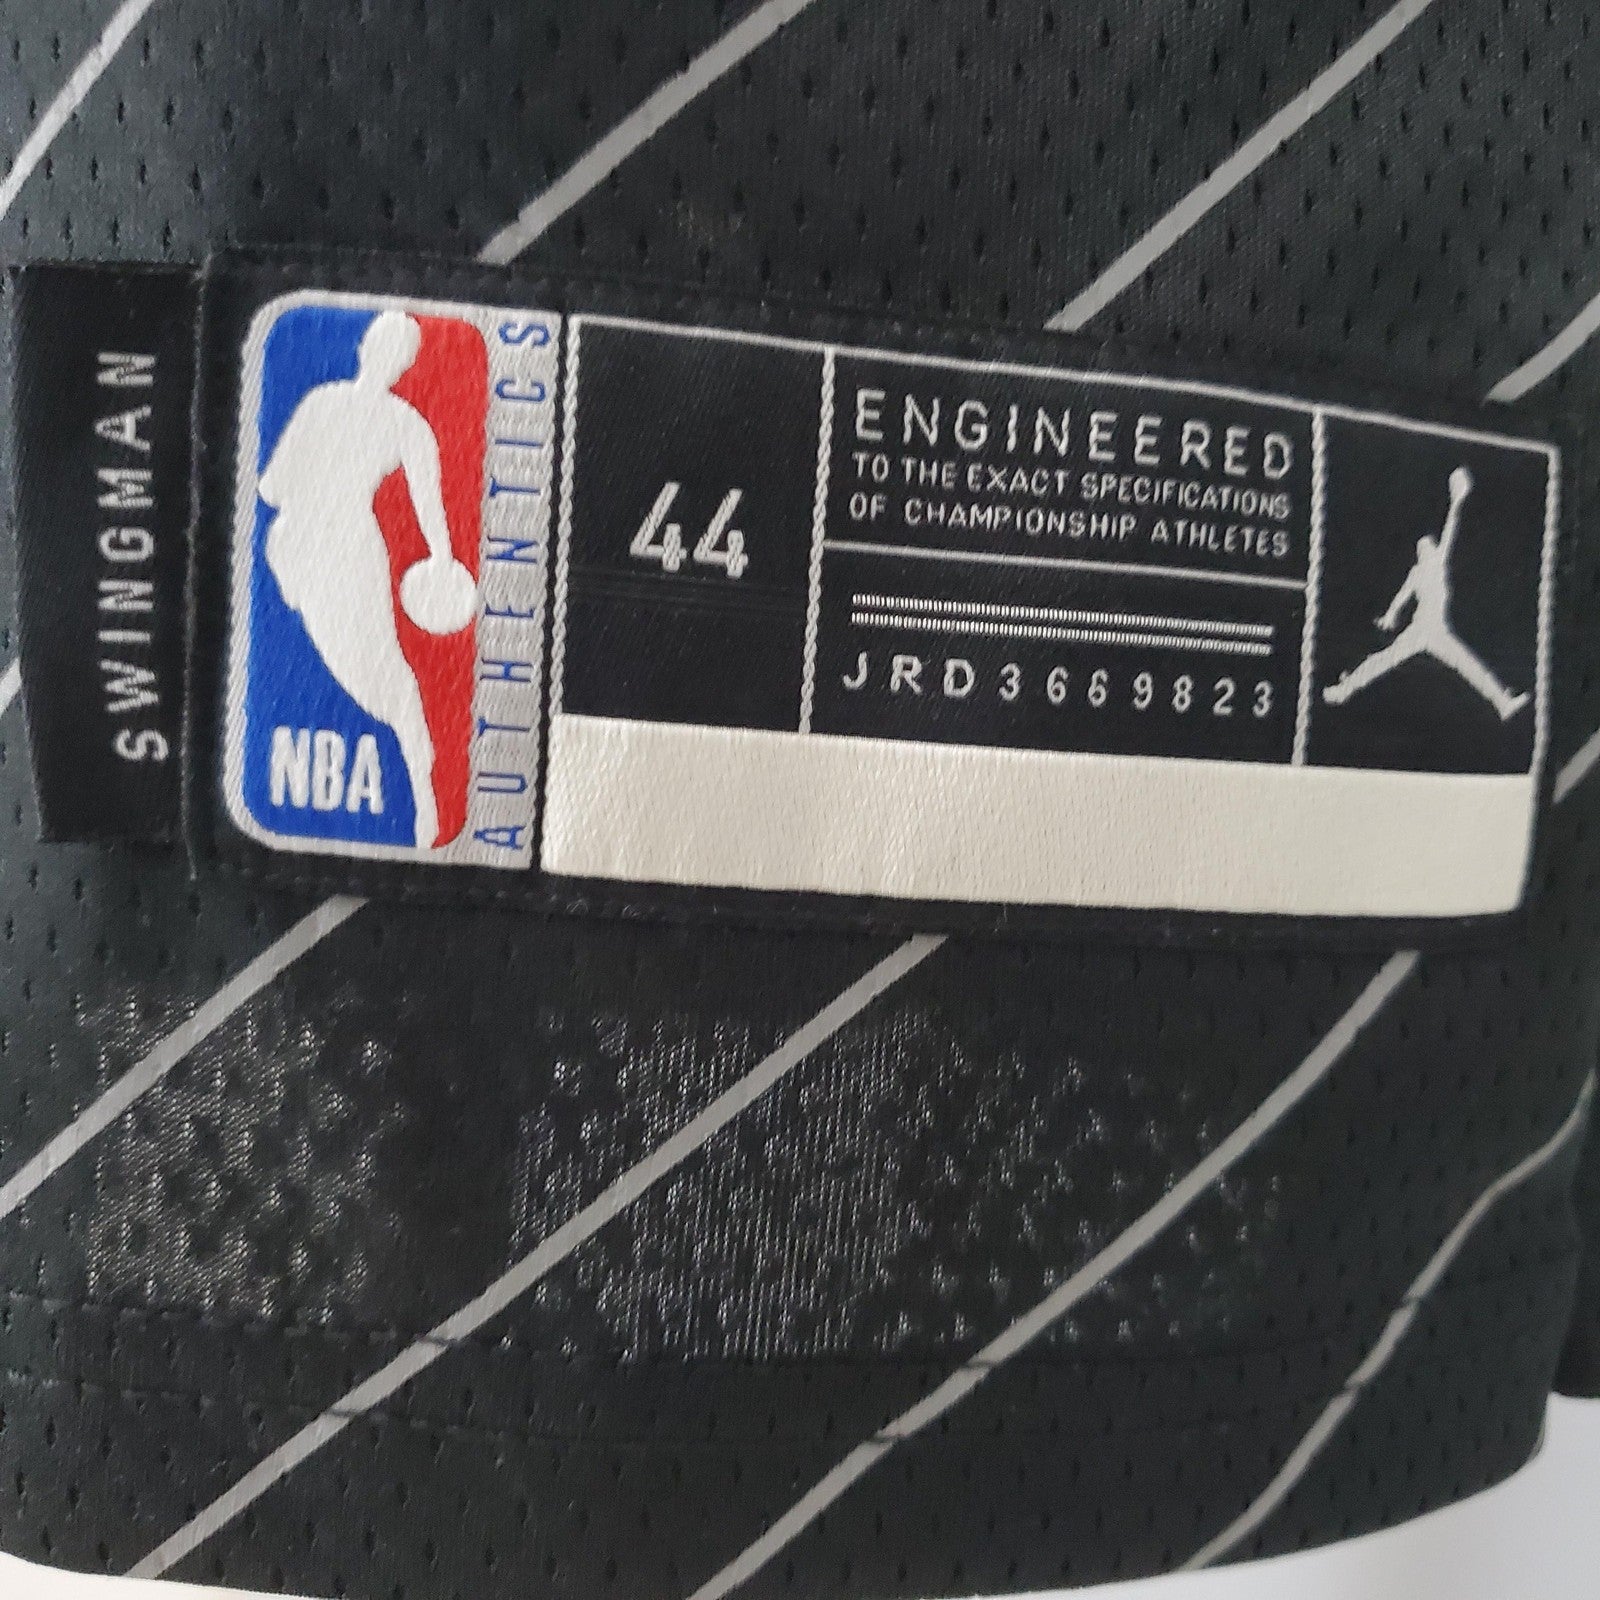 SWINGMAN
NBA
AUTHENTICS
44
ENGINEERED
TO THE EXACT SPECIFICATIONS
OF CHAMPIONSHIP ATHLETES
JRD3669823